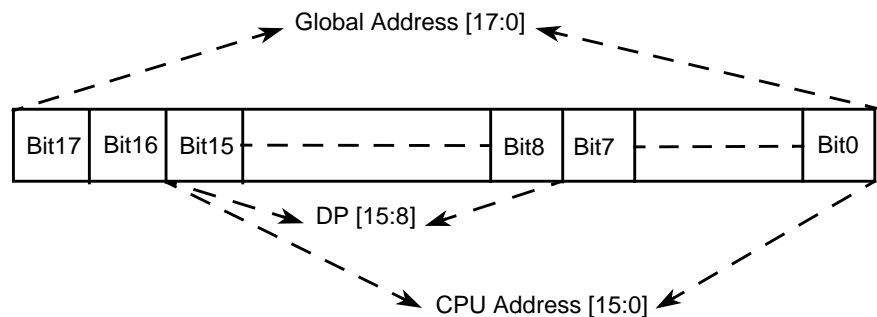 Global Address [17:0]
Bit17 Bit16 Bit15 Bit8 Bit7 Bit0
DP [15:8]
CPU Address [15:0]